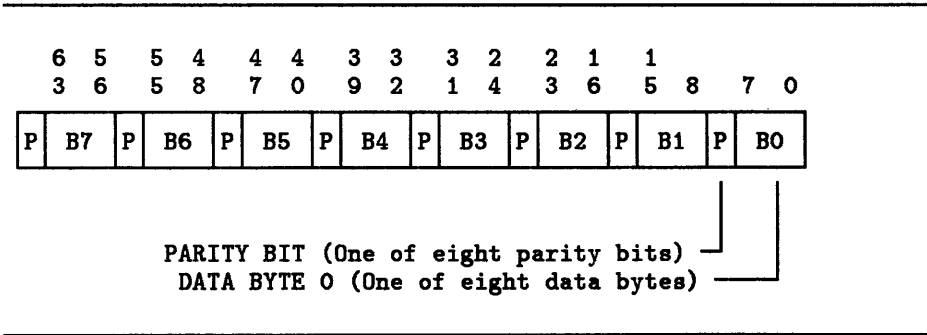 6 5 5 4 4 4 3 3 3 2 2 1 1
3 6 5 8 7 0 9 2 1 4 3 6 5 8 7 0
P B7 P B6 P B5 P B4 P B3 P B2 P B1 P B0
PARITY BIT (One of eight parity bits)
DATA BYTE 0 (One of eight data bytes)